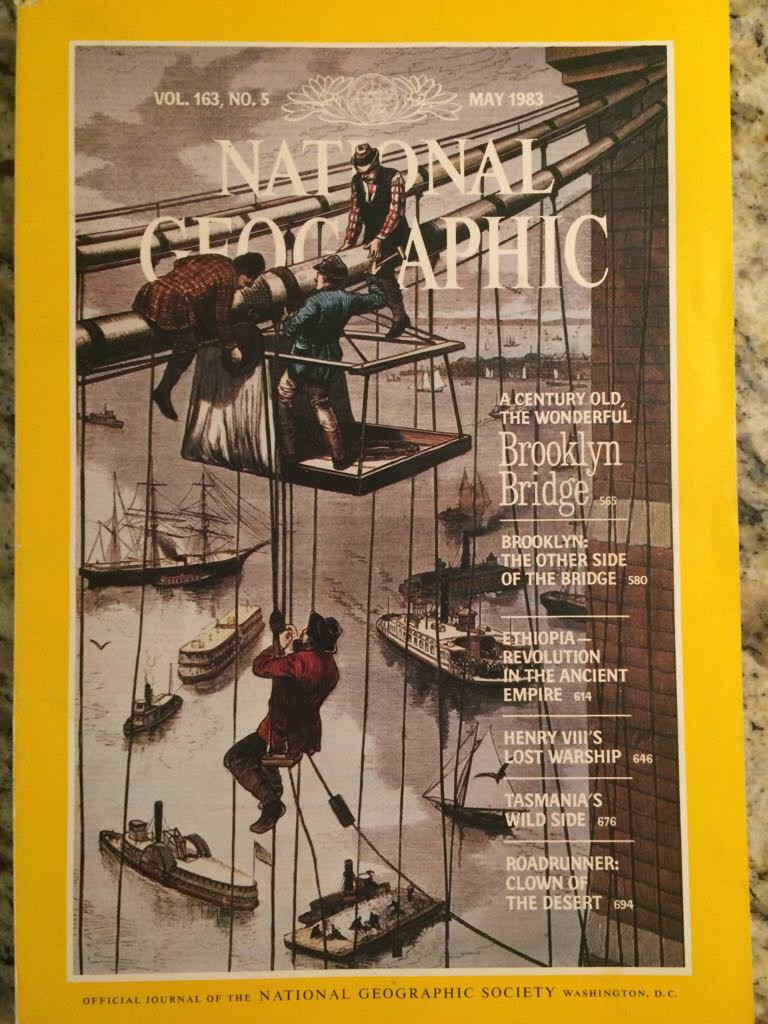 VOL. 163, NO. 5 MAY 1983
NATIONAL
GEOGRAPHIC
A CENTURY OLD,
THE WONDERFUL
Brooklyn
Bridge 565
BROOKLYN:
THE OTHER SIDE
OF THE BRIDGE 580
ETHIOPIA—
REVOLUTION
IN THE ANCIENT
EMPIRE 614
HENRY VIII'S
LOST WARSHIP 646
TASMANIA'S
WILD SIDE 676
ROADRUNNER:
CLOWN OF
THE DESERT 694
OFFICIAL JOURNAL OF THE NATIONAL GEOGRAPHIC SOCIETY WASHINGTON, D.C.